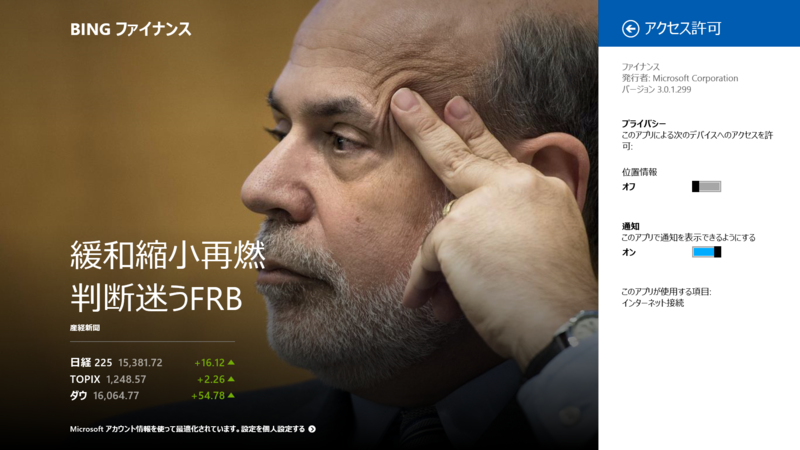 BING ファイナンス
緩和縮小再燃
判断迷うFRB
産経新聞
日経 225 15,381.72 +16.12▲
TOPIX 1,248.57 +2.26▲
ダウ 16,064.77 +54.78▲
Microsoft アカウント情報を使って最適化されています。設定を個人設定する
アクセス許可
ファイナンス
発行者: Microsoft Corporation
バージョン 3.0.1.299
プライバシー
このアプリによる次のデバイスへのアクセスを許
可:
位置情報
オフ
通知
このアプリで通知を表示できるようにする
オン
このアプリが使用する項目:
インターネット接続